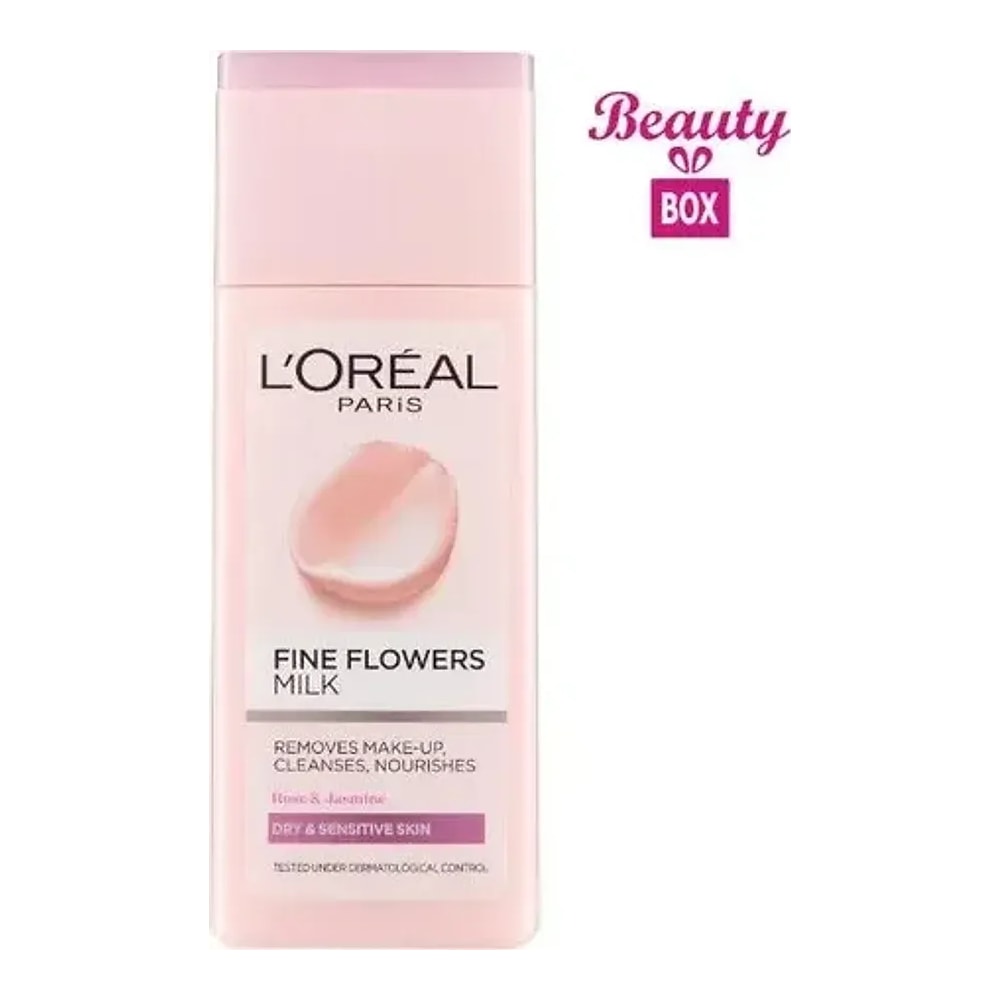 Beauty
BOX
L'ORÉAL
PARiS
FINE FLOWERS
MILK
REMOVES MAKE-UP,
CLEANSES, NOURISHES
Rose & Jasmine
DRY & SENSITIVE SKIN
TESTED UNDER DERMATOLOGICAL CONTROL